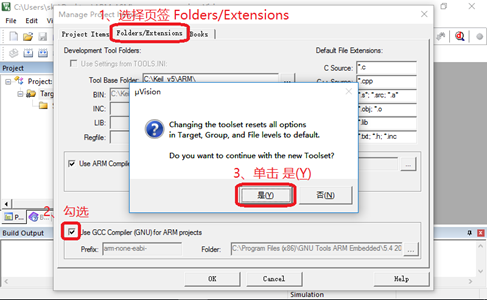 C:\Users\sk
Manage Project
1、选择页签 Folders/Extensions
File Edit
Project Items
Folders/Extensions
Books
Development Tool Folders:
Default File Extensions:
Use Settings from TOOLS.INI:
C Source:
*.c
Tool Base Folder:
C:\Keil_v5\ARM\
...
C++ Source:
*.cpp
BIN:
C:\Kei
*.s*; *.src; *.a*
INC:
*.obj; *.o
LIB:
*.lib
Regfile:
*.txt; *.h; *.inc
Project
Project:
Targ
µVision
Changing the toolset resets all options
in Target, Group, and File levels to default.
Do you want to continue with the new Toolset?
3、单击 是(Y)
是(Y)
否(N)
Use ARM Compiler
...
2、勾选
Use GCC Compiler (GNU) for ARM projects
Prefix:
arm-none-eabi-
Folder:
C:\Program Files (x86)\GNU Tools ARM Embedded\5.4 20
...
Build Output
OK
Cancel
Help
Simulation